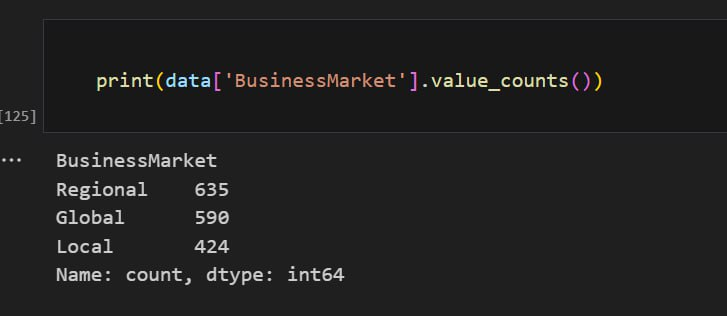 print(data['BusinessMarket'].value_counts())
[125]
... BusinessMarket
Regional    635
Global      590
Local       424
Name: count, dtype: int64